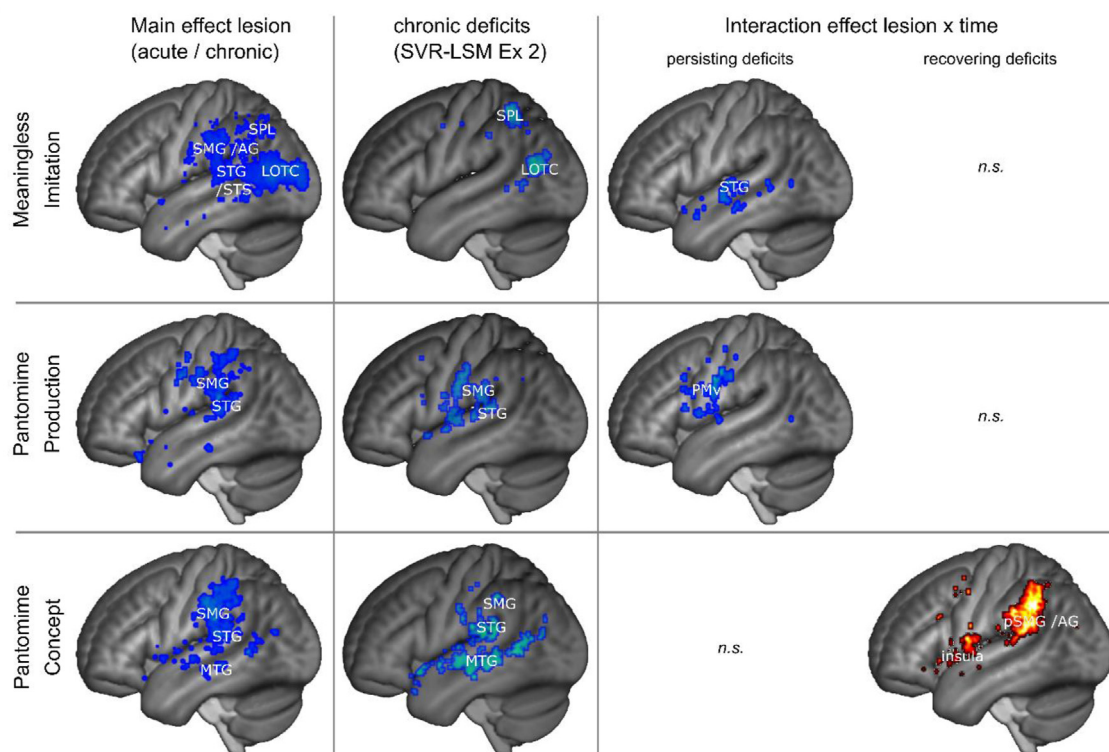 Main effect lesion
(acute / chronic)
chronic deficits
(SVR-LSM Ex 2)
Interaction effect lesion x time
persisting deficits
recovering deficits
Meaningless
Imitation
SPL
SMG /AG
STG
/STS
LOTC
SPL
LOTC
STG
n.s.
Pantomime
Production
SMG
STG
SMG
STG
PMv
n.s.
Pantomime
Concept
SMG
STG
MTG
SMG
STG
MTG
n.s.
pSMG /AG
insula